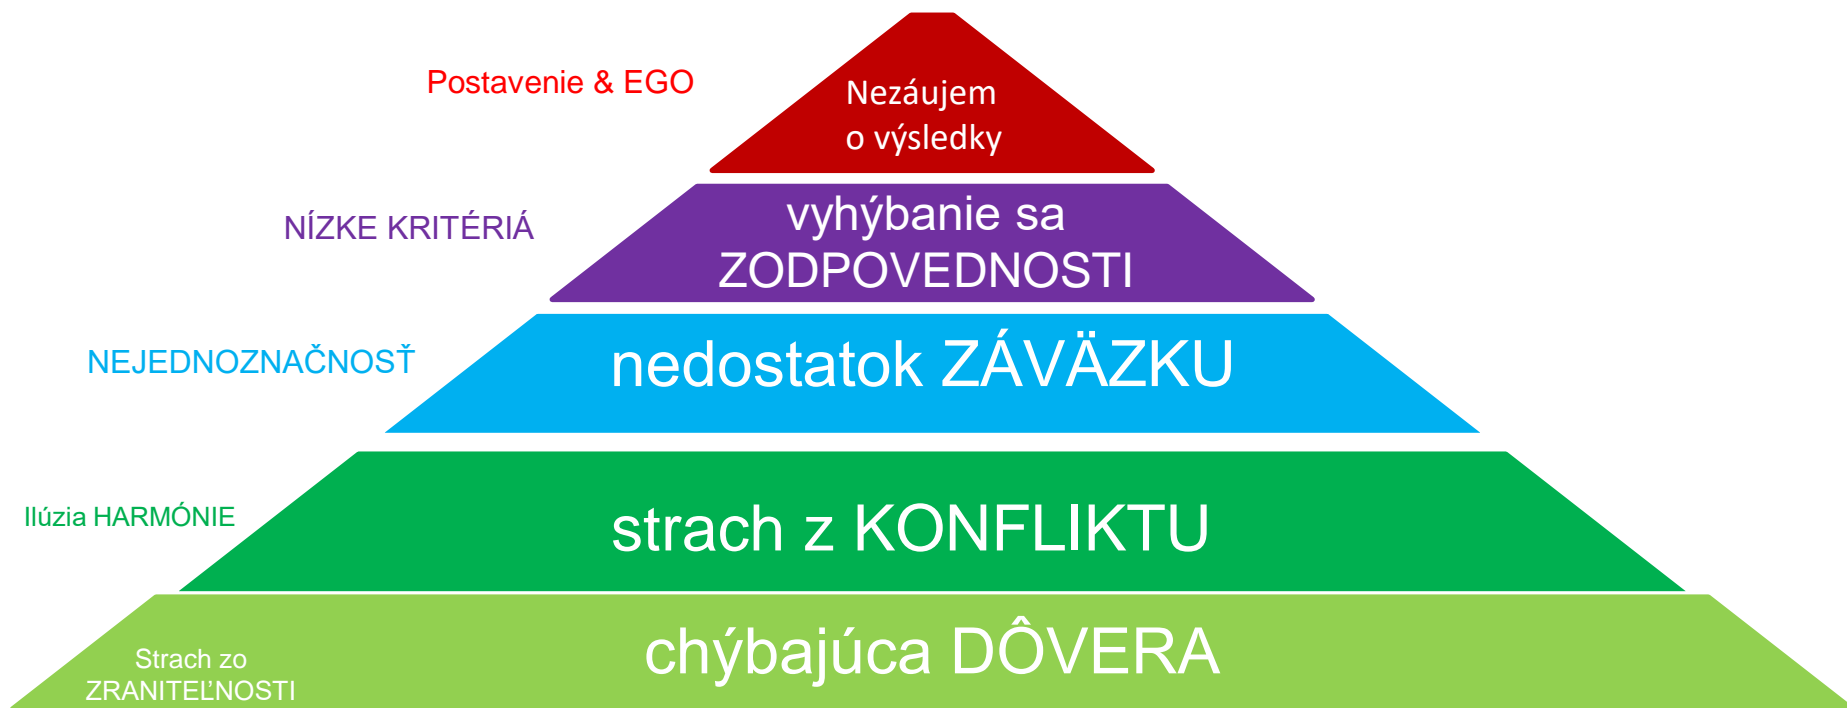 Postavenie & EGO
Nezáujem
o výsledky
NÍZKE KRITÉRIÁ
vyhýbanie sa
ZODPOVEDNOSTI
NEJEDNOZNAČNOSŤ
nedostatok ZÁVÄZKU
Ilúzia HARMÓNIE
strach z KONFLIKTU
chýbajúca DÔVERA
Strach zo
ZRANITEĽNOSTI